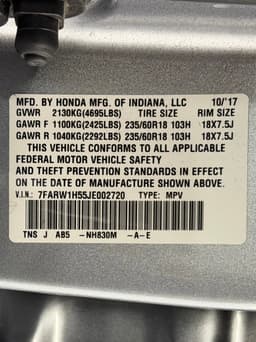 MFD. BY HONDA MFG. OF INDIANA, LLC 10/'17
GVWR 2130KG(4695LBS) TIRE SIZE RIM SIZE
GAWR F 1100KG(2425LBS) 235/60R18 103H 18X7.5J
GAWR R 1040KG(2292LBS) 235/60R18 103H 18X7.5J
THIS VEHICLE CONFORMS TO ALL APPLICABLE
FEDERAL MOTOR VEHICLE SAFETY
AND THEFT PREVENTION STANDARDS IN EFFECT
ON THE DATE OF MANUFACTURE SHOWN ABOVE.
V.I.N.: 7FARW1H55JE002720 TYPE: MPV
TNS J AB5 -NH830M -A-E